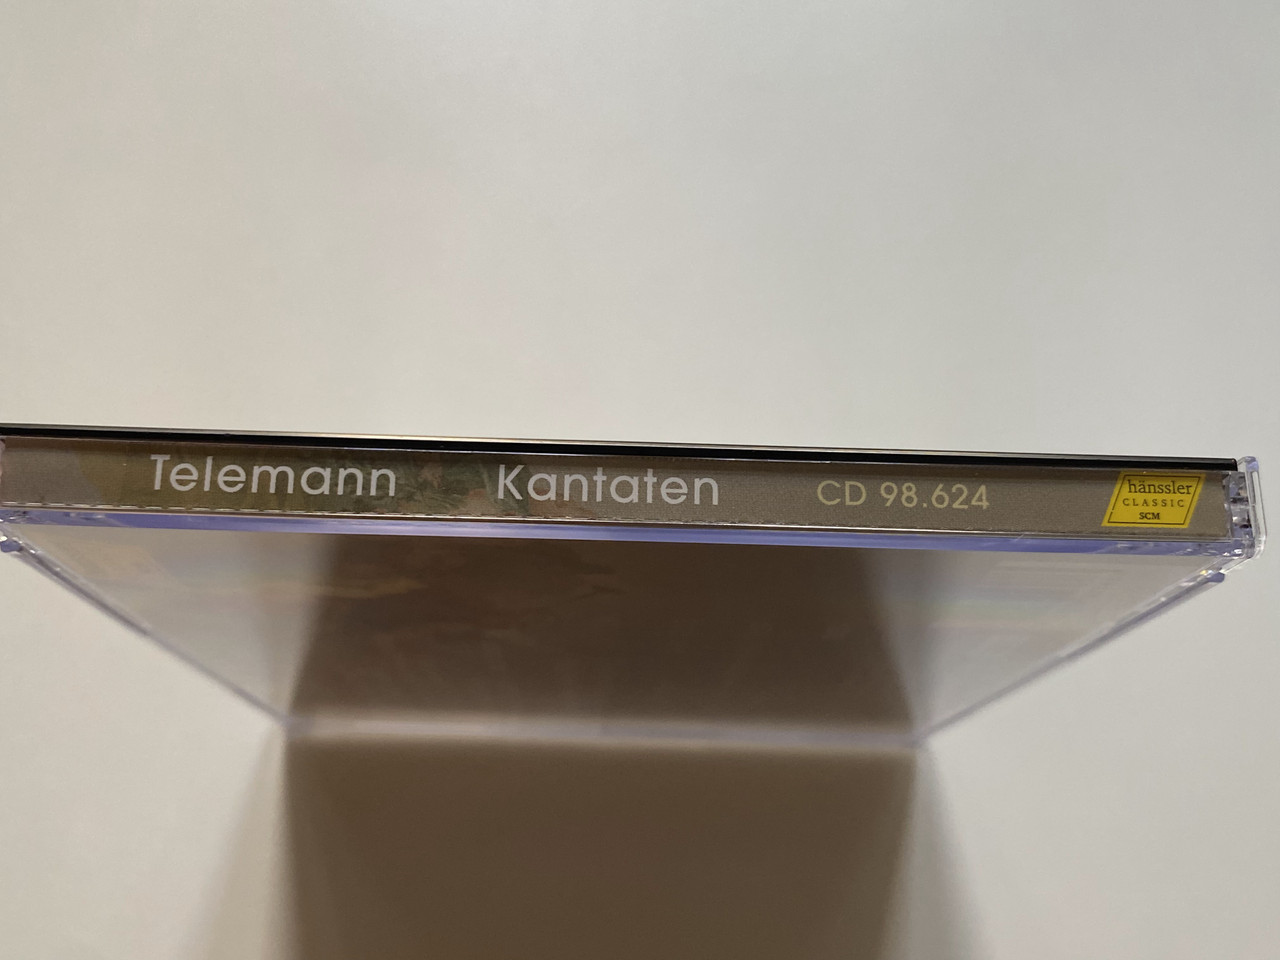 Telemann Kantaten CD 98.624
hänssler
CLASSIC
SCM